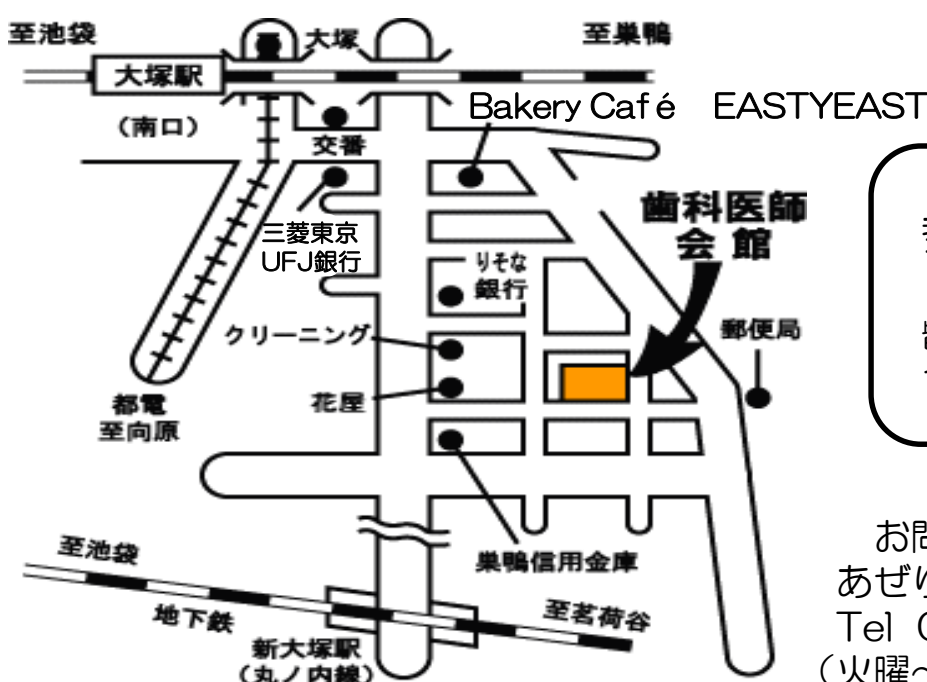 至池袋
大塚
至巣鴨
大塚駅
Bakery Café EASTYEAST
(南口)
交番
歯科医師
会館
三菱東京
UFJ銀行
りそな
銀行
クリーニング
郵便局
花屋
都電
至向原
お問
あぜり
至池袋
巣鴨信用金庫
Tel
至茗荷谷
地下鉄
新大塚駅
(丸ノ内線)
(火曜~